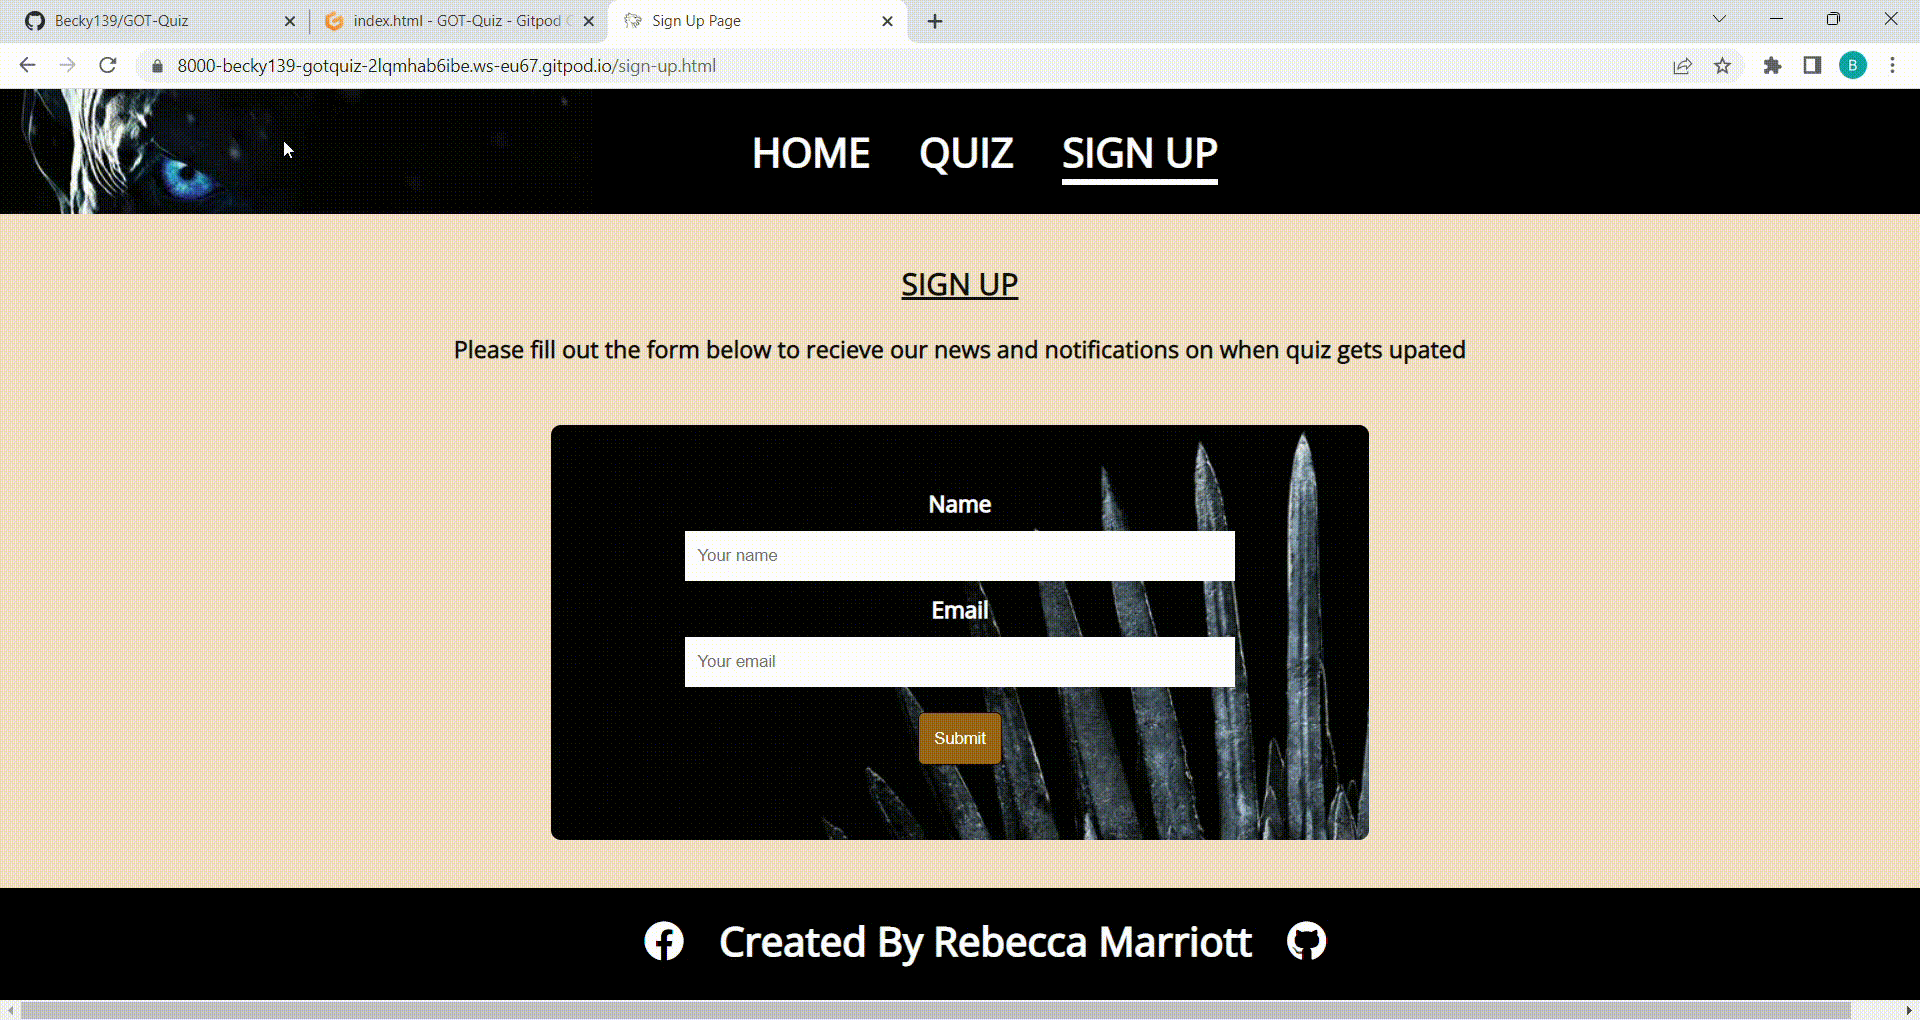 Becky139/GOT-Quiz
index.html - GOT-Quiz - Gitpod
Sign Up Page
8000-becky139-gotquiz-2lqmhab6ibe.ws-eu67.gitpod.io/sign-up.html
B
HOME QUIZ SIGN UP
SIGN UP
Please fill out the form below to recieve our news and notifications on when quiz gets upated
Name
Your name
Email
Your email
Submit
Created By Rebecca Marriott